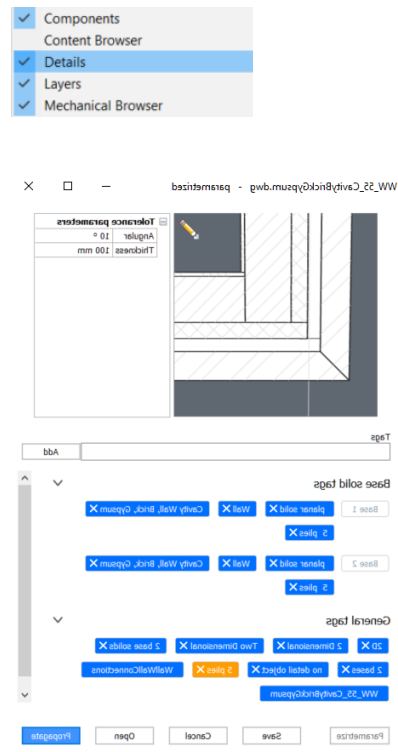 Components
Content Browser
Details
Layers
Mechanical Browser
WW_55_CavityBrickGypsum.dwg - parametrized
Tolerance parameters
Angular 10 °
Thickness 100 mm
Tags
Add
Base solid tags
Base 1 planar solid X Wall X Cavity Wall, Brick, Gypsum X
5 plies X
Base 2 planar solid X Wall X Cavity Wall, Brick, Gypsum X
5 plies X
General tags
2D X 2 Dimensional X Two Dimensional X 2 base solids X
2 bases X no detail object X 5 plies X WallWallConnections
WW_55_CavityBrickGypsum
Parametrize Save Cancel Open Propagate